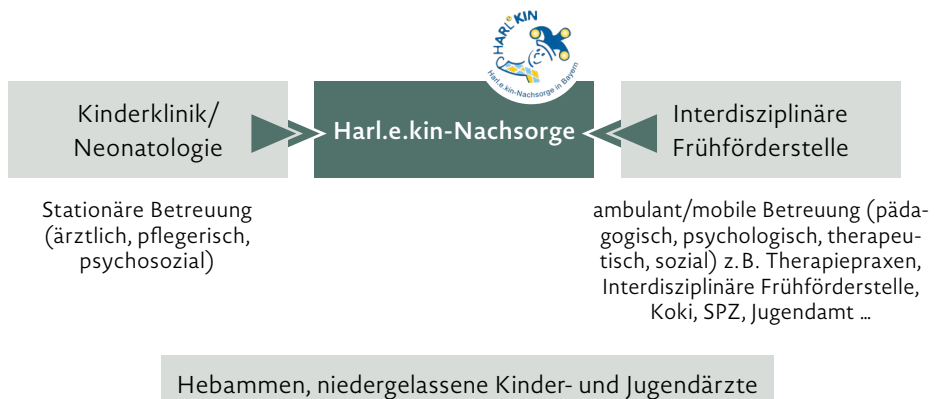 HARL.e.KIN
Harl.e.kin-Nachsorge in Bayern
Kinderklinik/
Neonatologie
Harl.e.kin-Nachsorge
Interdisziplinäre
Frühförderstelle
Stationäre Betreuung
(ärztlich, pflegerisch,
psychosozial)
ambulant/mobile Betreuung (päda-
gogisch, psychologisch, therapeu-
tisch, sozial) z.B. Therapiepraxen,
Interdisziplinäre Frühförderstelle,
Koki, SPZ, Jugendamt ...
Hebammen, niedergelassene Kinder- und Jugendärzte